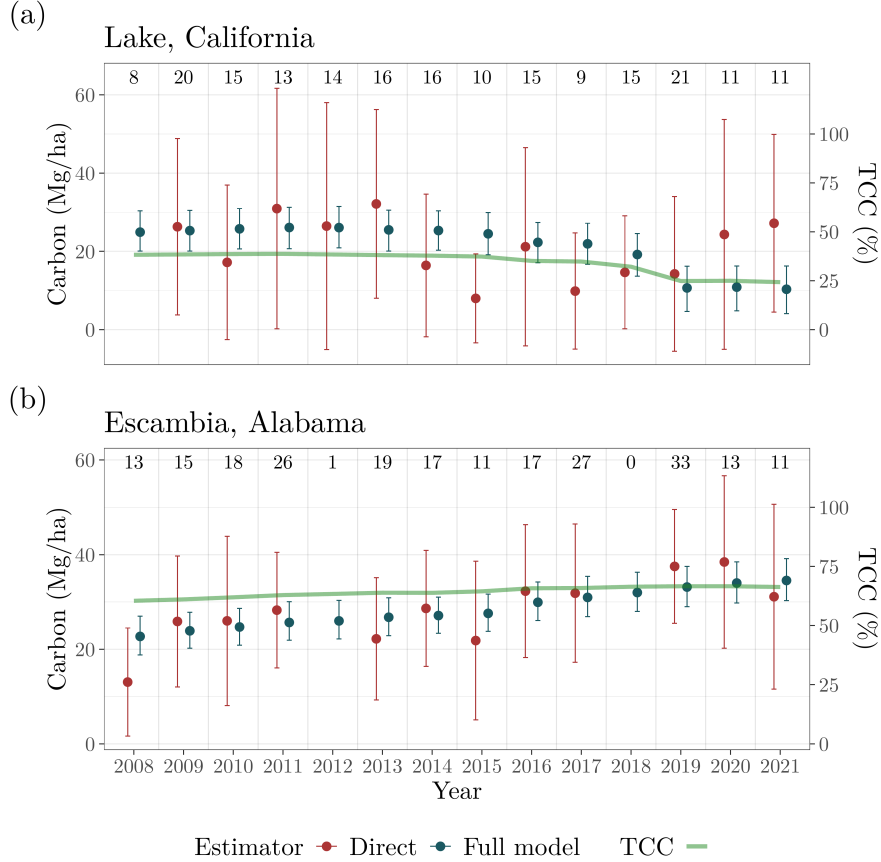 (a)
Lake, California
8 20 15 13 14 16 16 10 15 9 15 21 11 11
60
40
20
0
Carbon (Mg/ha)
100
75
50
25
0
TCC (%)
(b)
Escambia, Alabama
13 15 18 26 1 19 17 11 17 27 0 33 13 11
60
40
20
0
Carbon (Mg/ha)
100
75
50
25
0
TCC (%)
2008 2009 2010 2011 2012 2013 2014 2015 2016 2017 2018 2019 2020 2021
Year
Estimator Direct Full model TCC